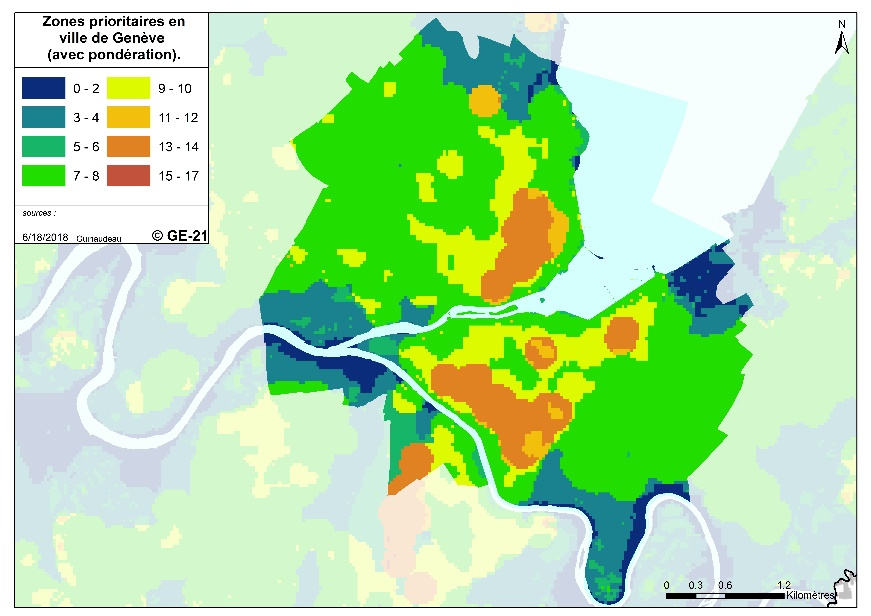 Zones prioritaires en
ville de Genève
(avec pondération).
0 - 2 9 - 10
3 - 4 11 - 12
5 - 6 13 - 14
7 - 8 15 - 17
sources :
6/18/2018 Guinaudeau © GE-21
N
0 0.3 0.6 1.2
Kilomètres